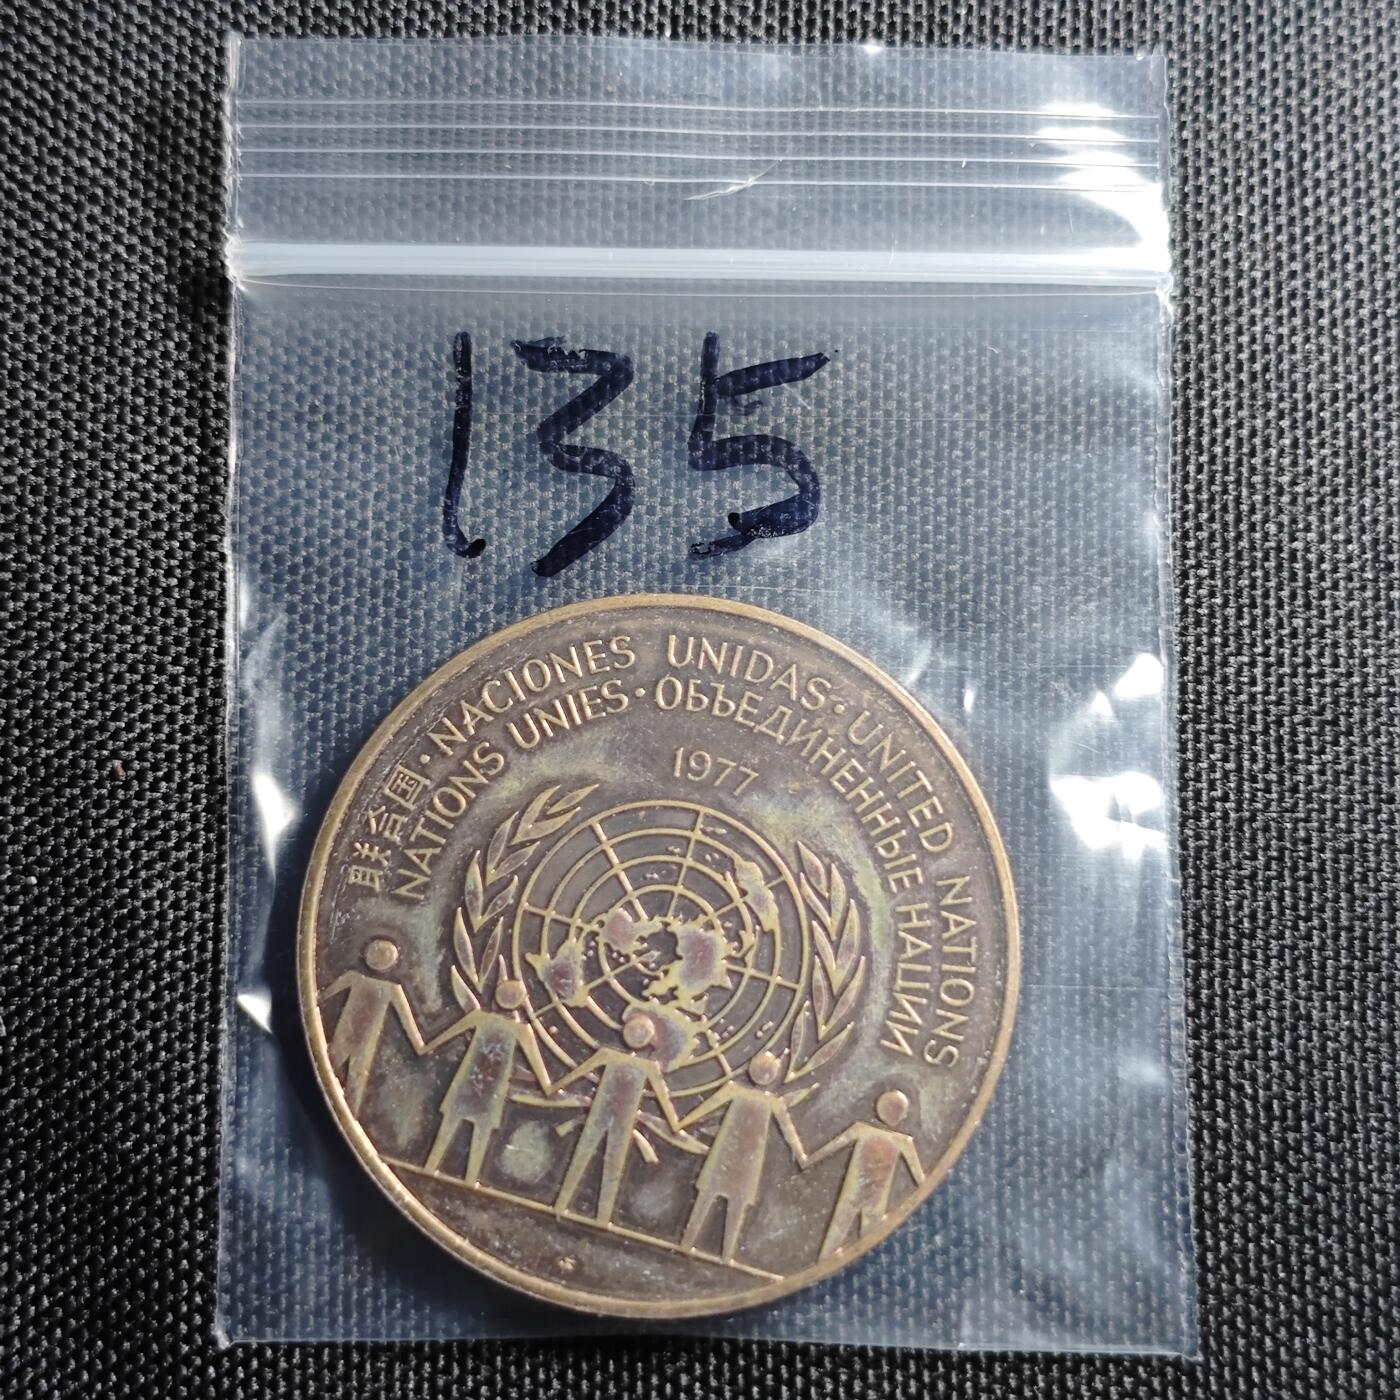 135
联合国 · NACIONES UNIDAS · UNITED NATIONS
NATIONS UNIES · ОБЪЕДИНЕННЫЕ НАЦИИ
1977